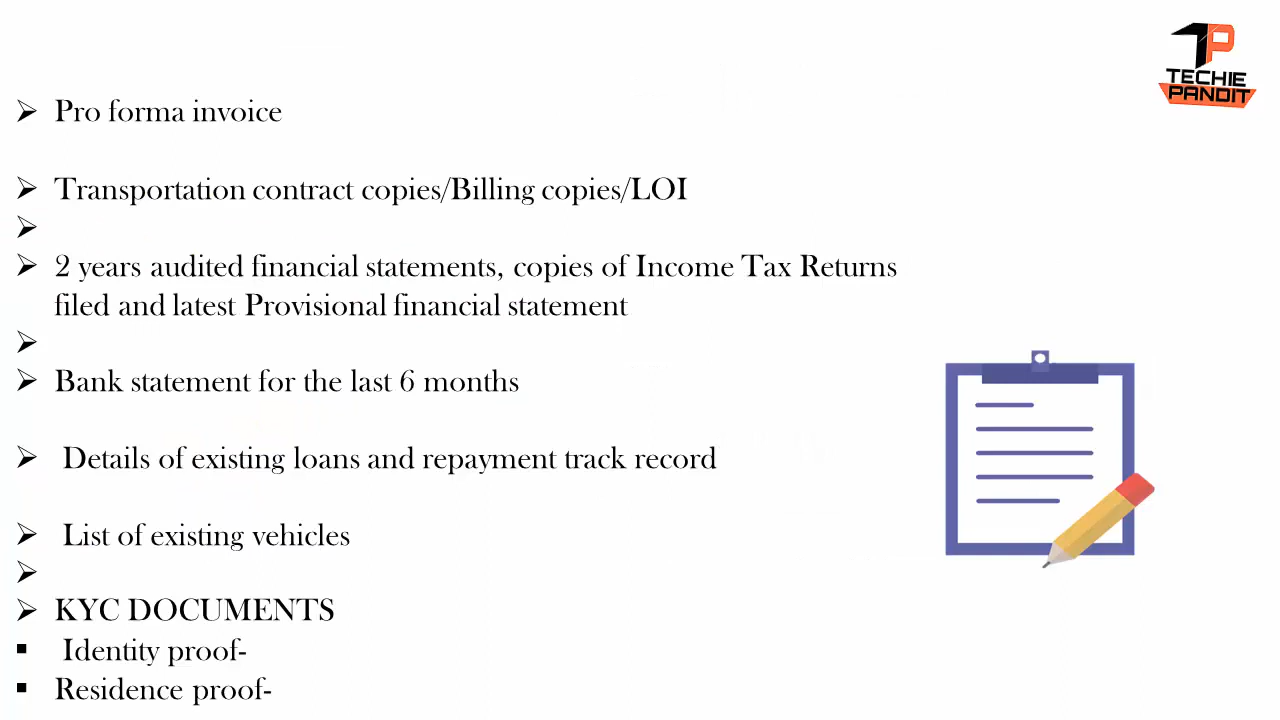 TECHIE
PANDIT
➢ Pro forma invoice
➢ Transportation contract copies/Billing copies/LOI
➢
➢ 2 years audited financial statements, copies of Income Tax Returns
filed and latest Provisional financial statement
➢
➢ Bank statement for the last 6 months
➢ Details of existing loans and repayment track record
➢ List of existing vehicles
➢
➢ KYC DOCUMENTS
▪ Identity proof-
▪ Residence proof-